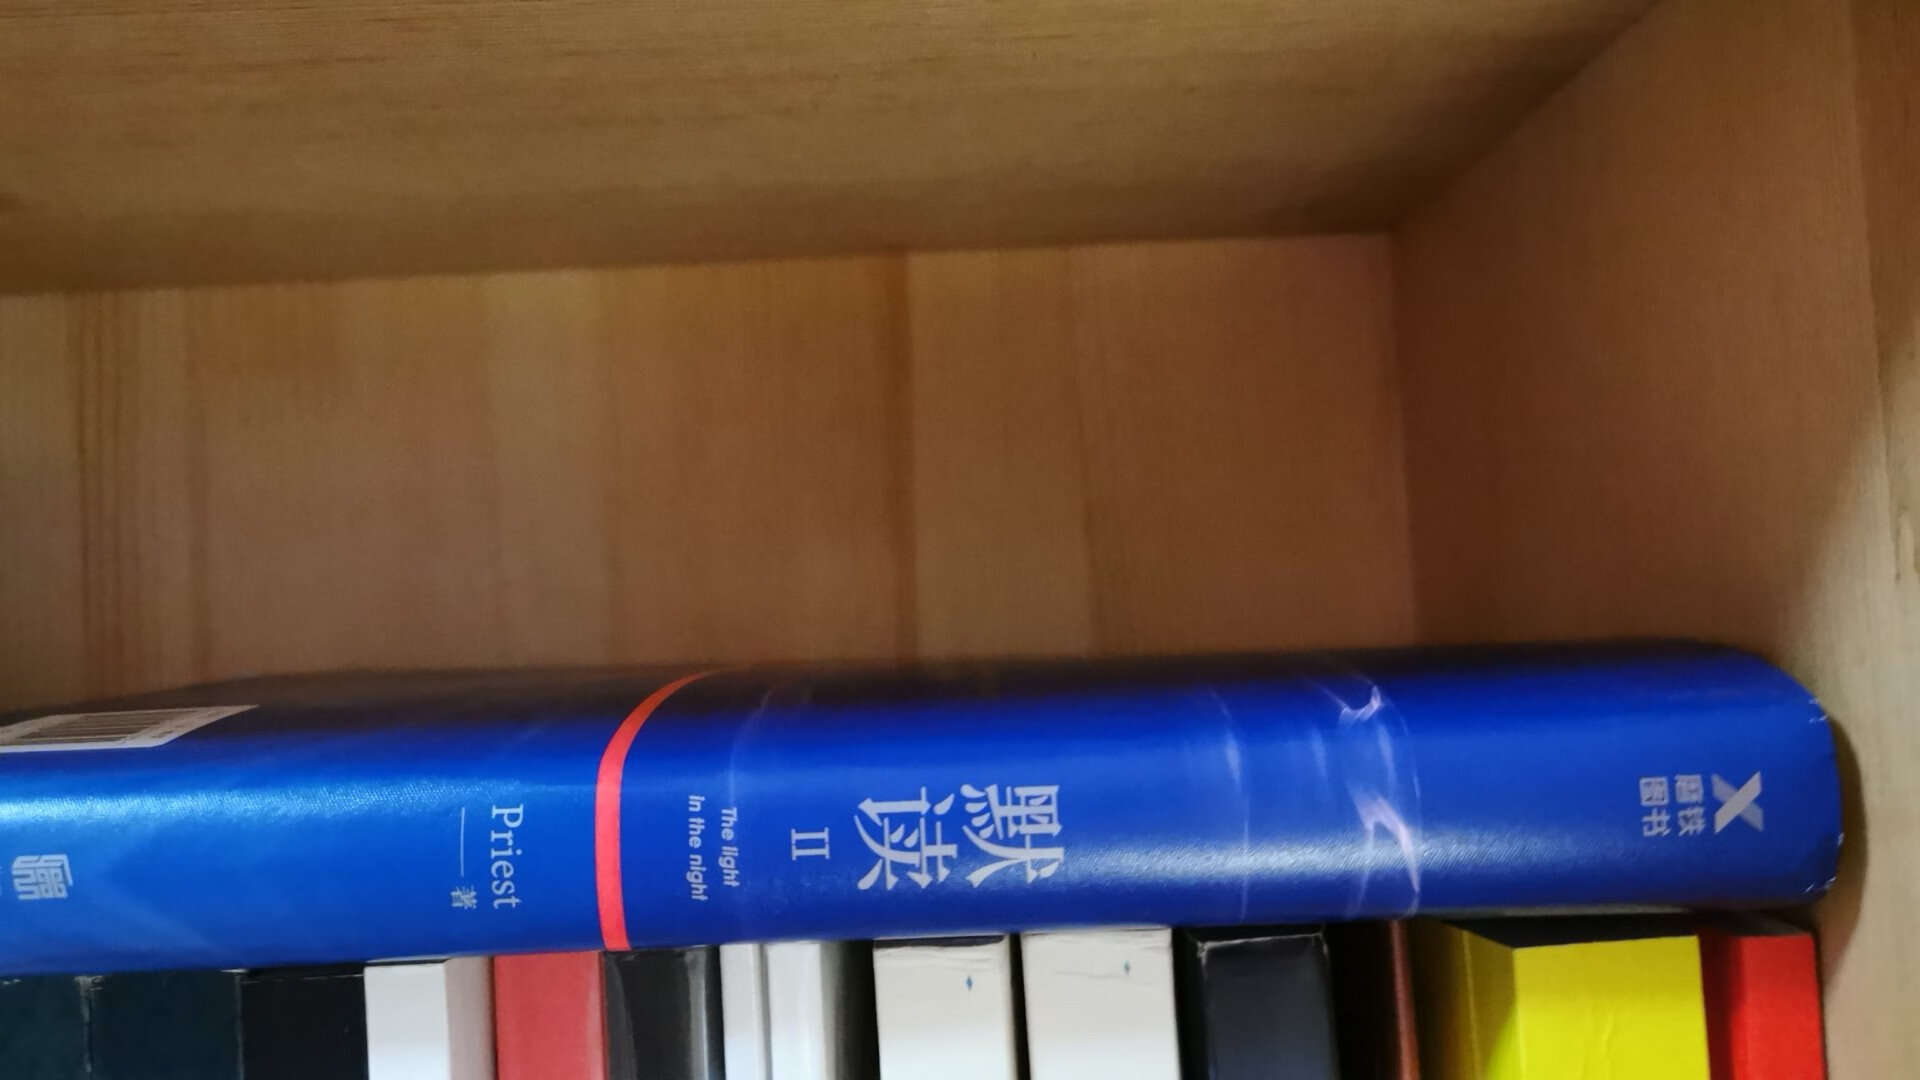 磨铁
图书
默读
II
The light
in the night
Priest
著